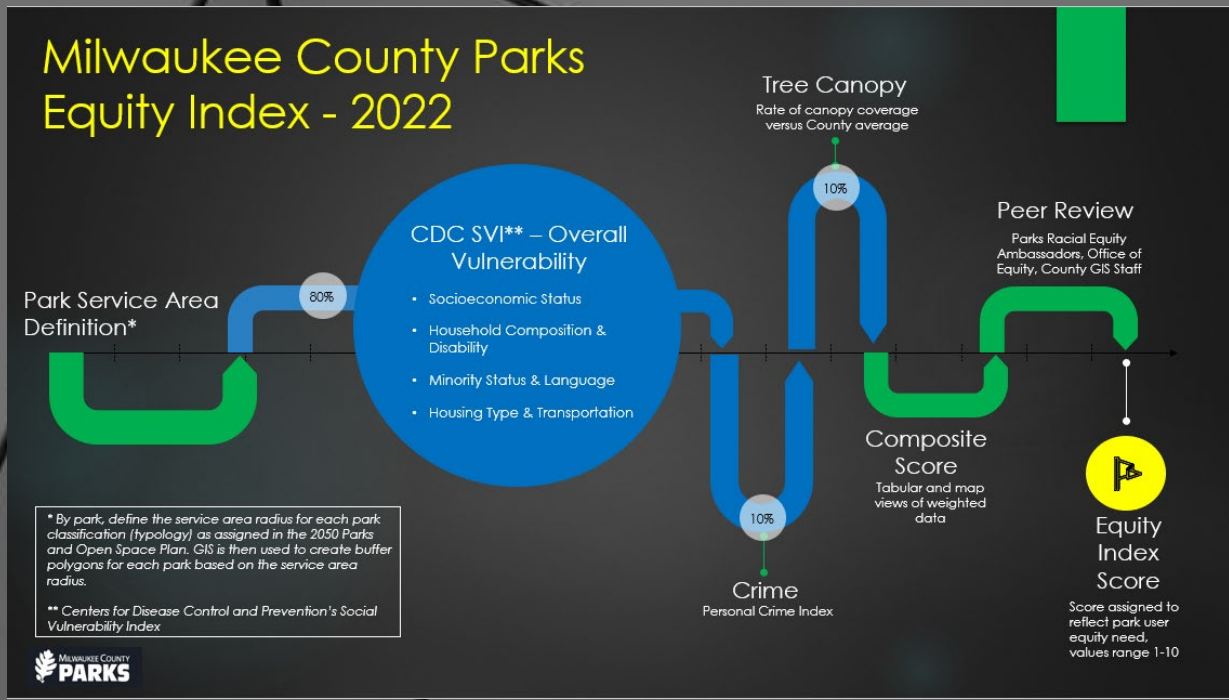 Milwaukee County Parks
Equity Index - 2022
Park Service Area
Definition*
80%
CDC SVI** – Overall
Vulnerability
• Socioeconomic Status
• Household Composition &
Disability
• Minority Status & Language
• Housing Type & Transportation
10%
Crime
Personal Crime Index
Tree Canopy
Rate of canopy coverage
versus County average
10%
Composite
Score
Tabular and map
views of weighted
data
Peer Review
Parks Racial Equity
Ambassadors, Office of
Equity, County GIS Staff
Equity
Index
Score
Score assigned to
reflect park user
equity need,
values range 1-10
* By park, define the service area radius for each park
classification (typology) as assigned in the 2050 Parks
and Open Space Plan. GIS is then used to create buffer
polygons for each park based on the service area
radius.
** Centers for Disease Control and Prevention's Social
Vulnerability Index
MILWAUKEE COUNTY
PARKS